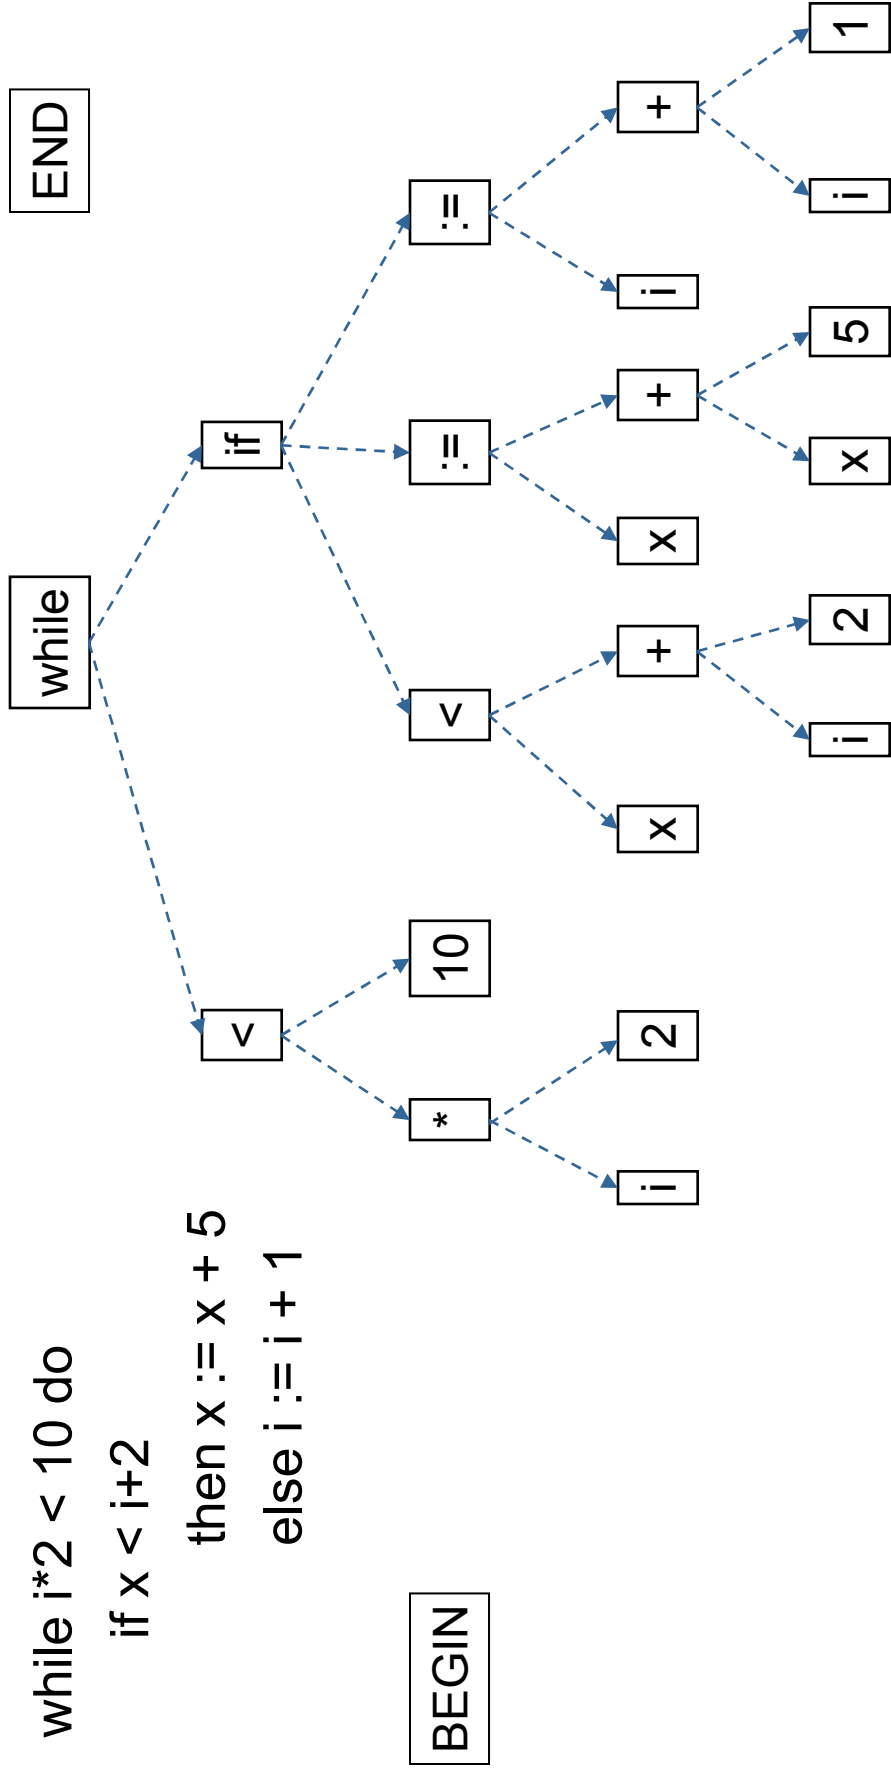 while i*2 < 10 do
if x < i+2
then x := x + 5
else i := i + 1
while
END
<
if
BEGIN
*
10
<
:=
:=
i
2
x
+
x
+
i
+
i
2
x
5
i
1